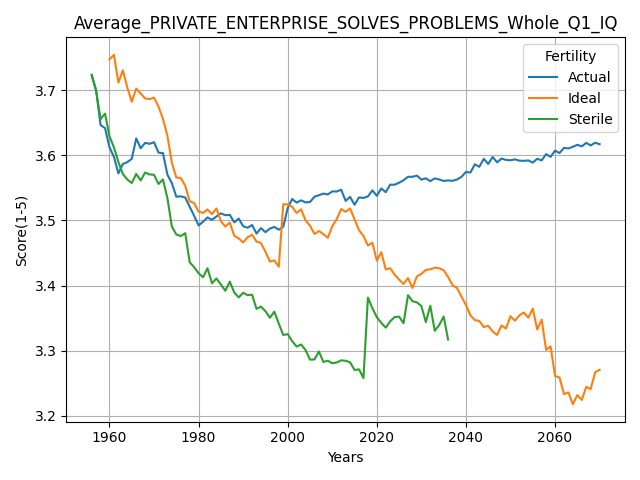 Average_PRIVATE_ENTERPRISE_SOLVES_PROBLEMS_Whole_Q1_IQ
Fertility
Actual
Ideal
Sterile
Score(1-5)
3.7
3.6
3.5
3.4
3.3
3.2
1960 1980 2000 2020 2040 2060
Years